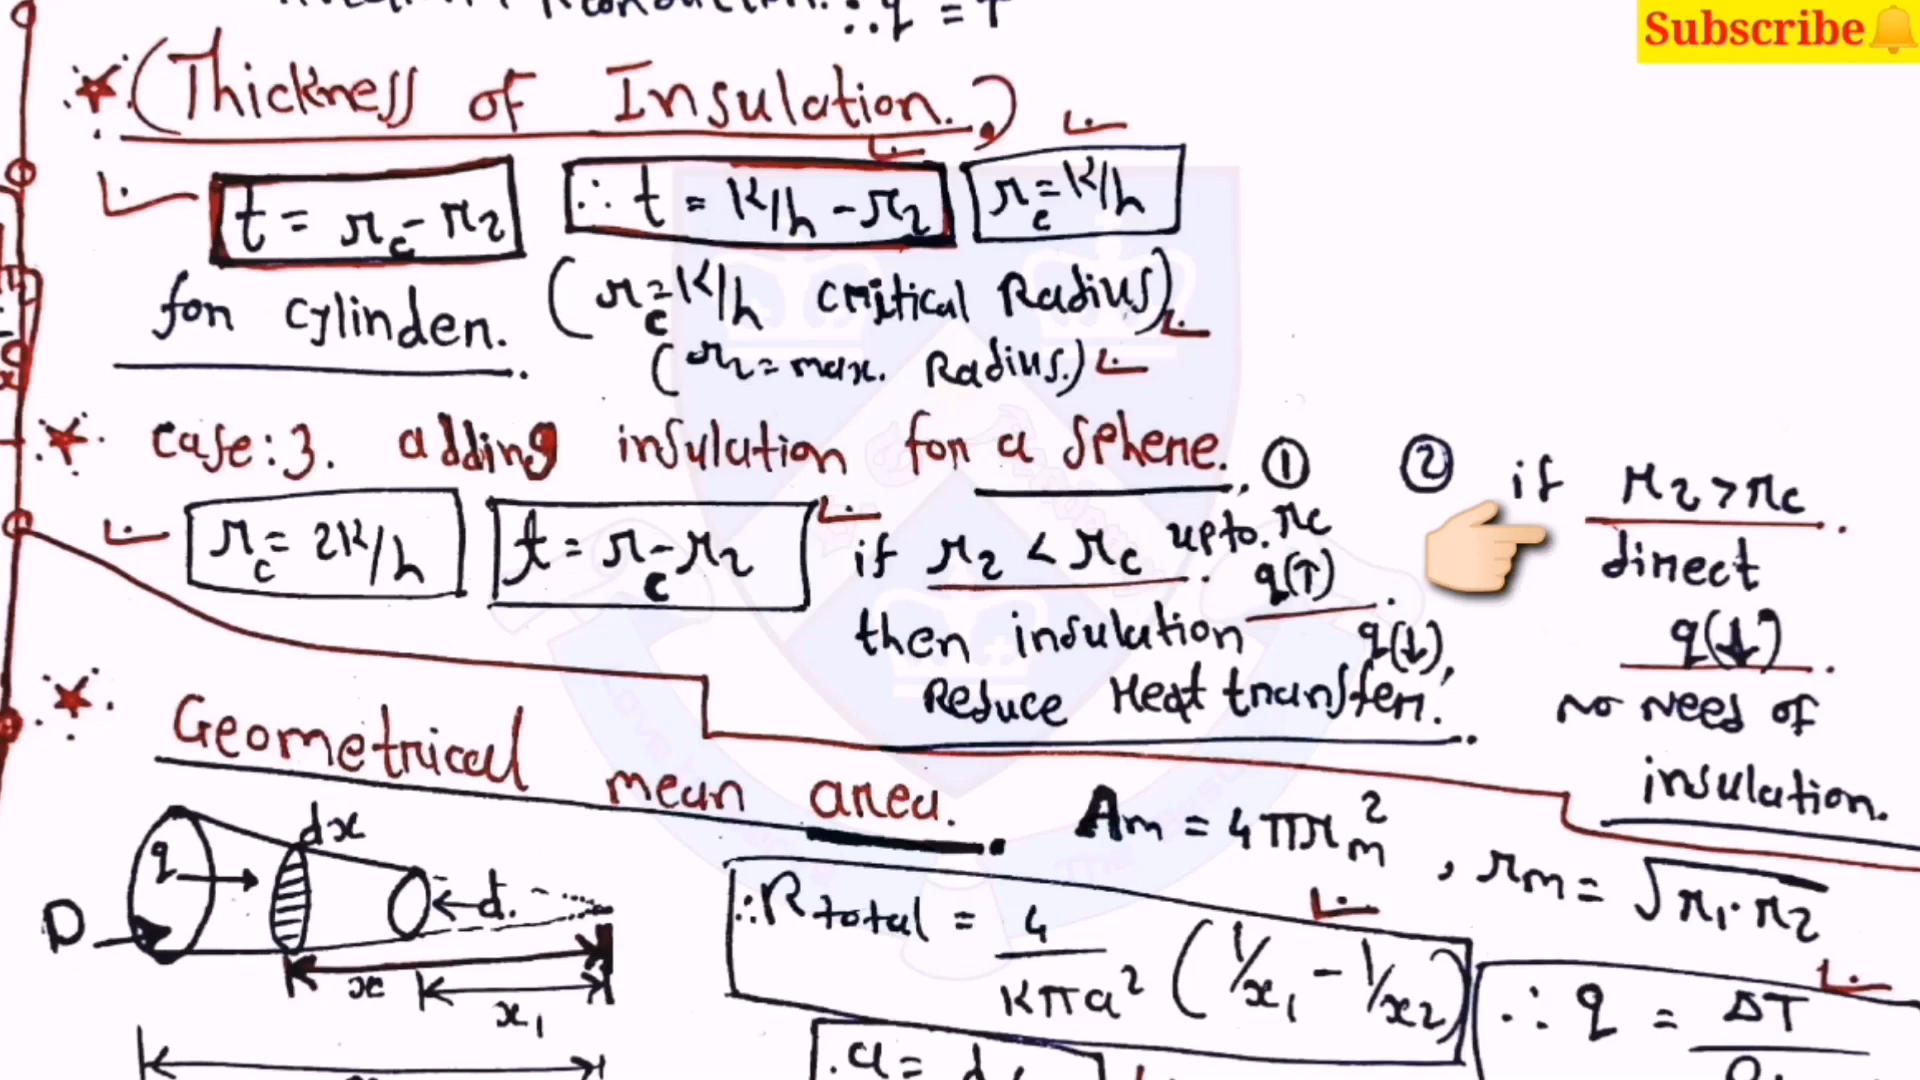 Subscribe
(Thickness of Insulation.)
t = rc - r2
∴ t = K/h - r2
rc = K/h
for cylinder. (rc = K/h critical Radius)
(r2 = max. Radius.)
case:3. adding insulation for a sphere.
rc = 2K/h
t = rc - r2
① if r2 < rc upto. rc
q(↑)
then insulation q(↓),
Reduce Heat transfer.
② if r2 > rc
direct
q(↓)
no need of
insulation.
Geometrical mean area.
Am = 4πrm², rm = √r1.r2
dx
q
D
d.
x
x1
∴ Rtotal = 4/Kπa² (1/x1 - 1/x2)
∴ q = ΔT